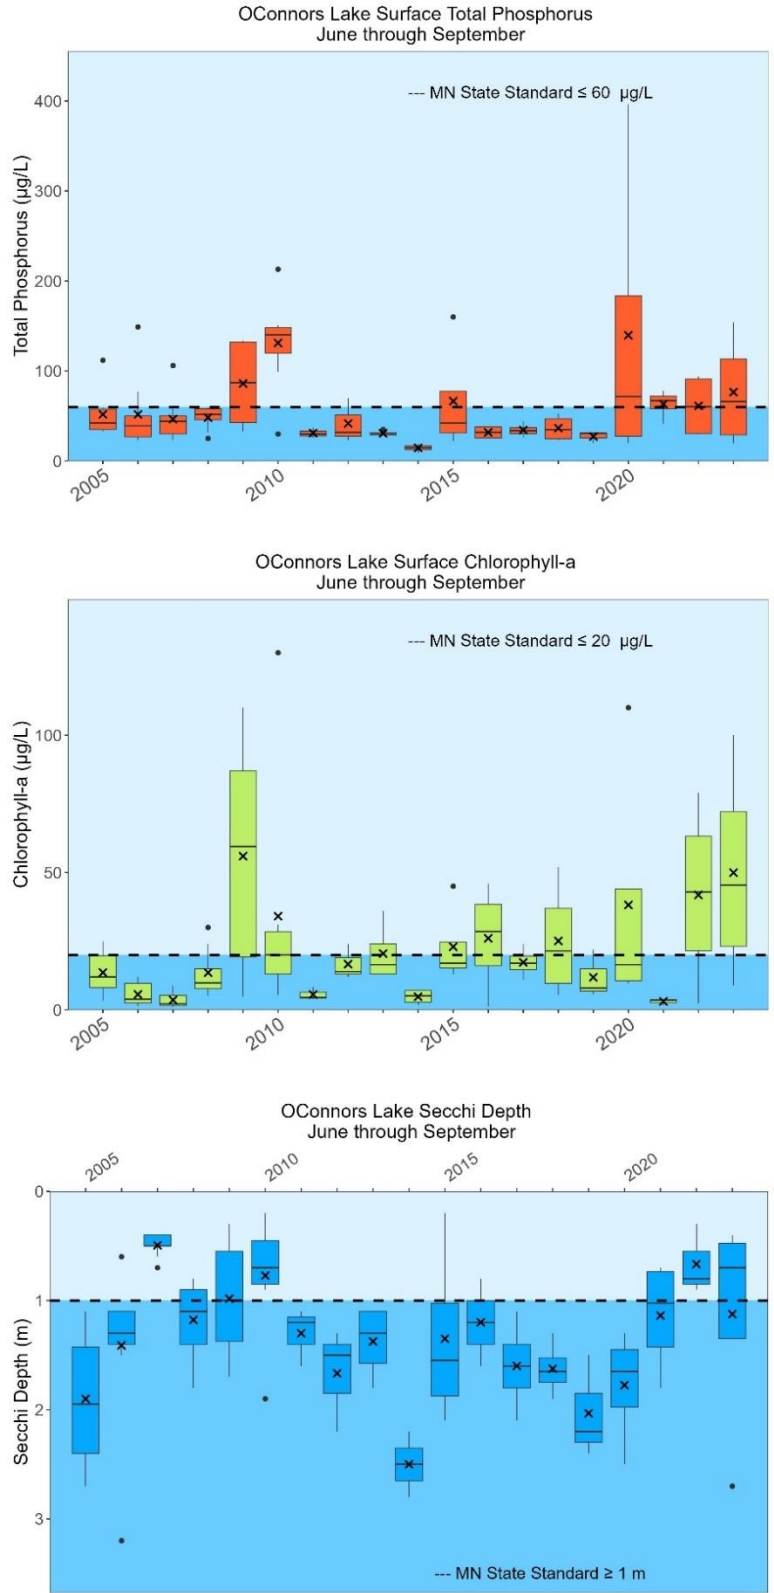 OConnors Lake Surface Total Phosphorus
June through September
--- MN State Standard ≤ 60 µg/L
Total Phosphorus (µg/L)
400
300
200
100
0
2005
2010
2015
2020
OConnors Lake Surface Chlorophyll-a
June through September
--- MN State Standard ≤ 20 µg/L
Chlorophyll-a (µg/L)
100
50
0
2005
2010
2015
2020
OConnors Lake Secchi Depth
June through September
2005
2010
2015
2020
Secchi Depth (m)
0
1
2
3
--- MN State Standard ≥ 1 m